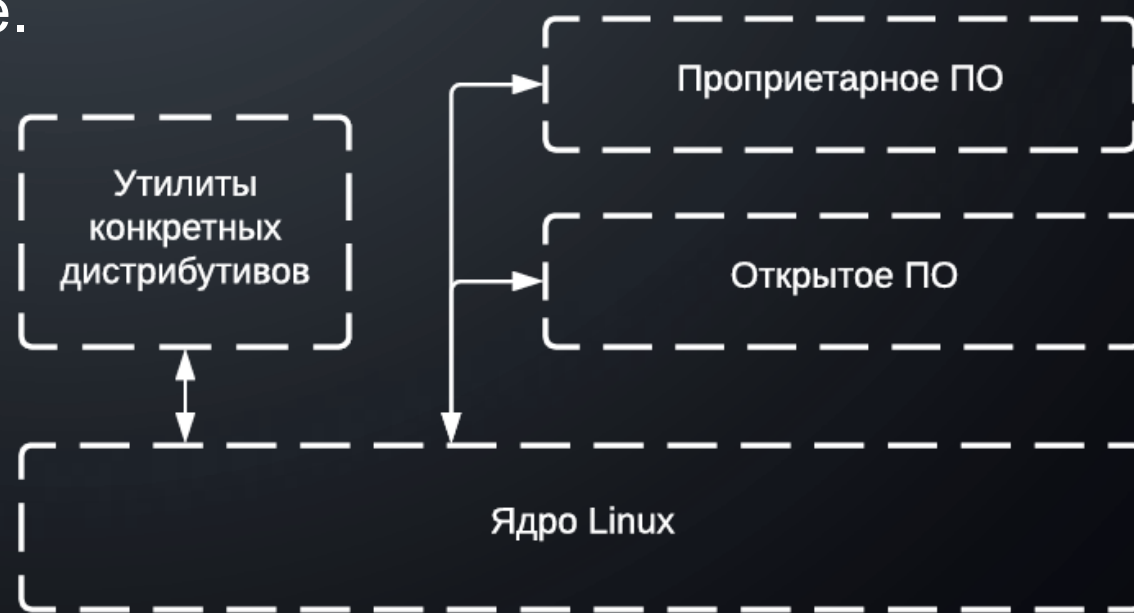 е.
Проприетарное ПО
Утилиты
конкретных
дистрибутивов
Открытое ПО
Ядро Linux